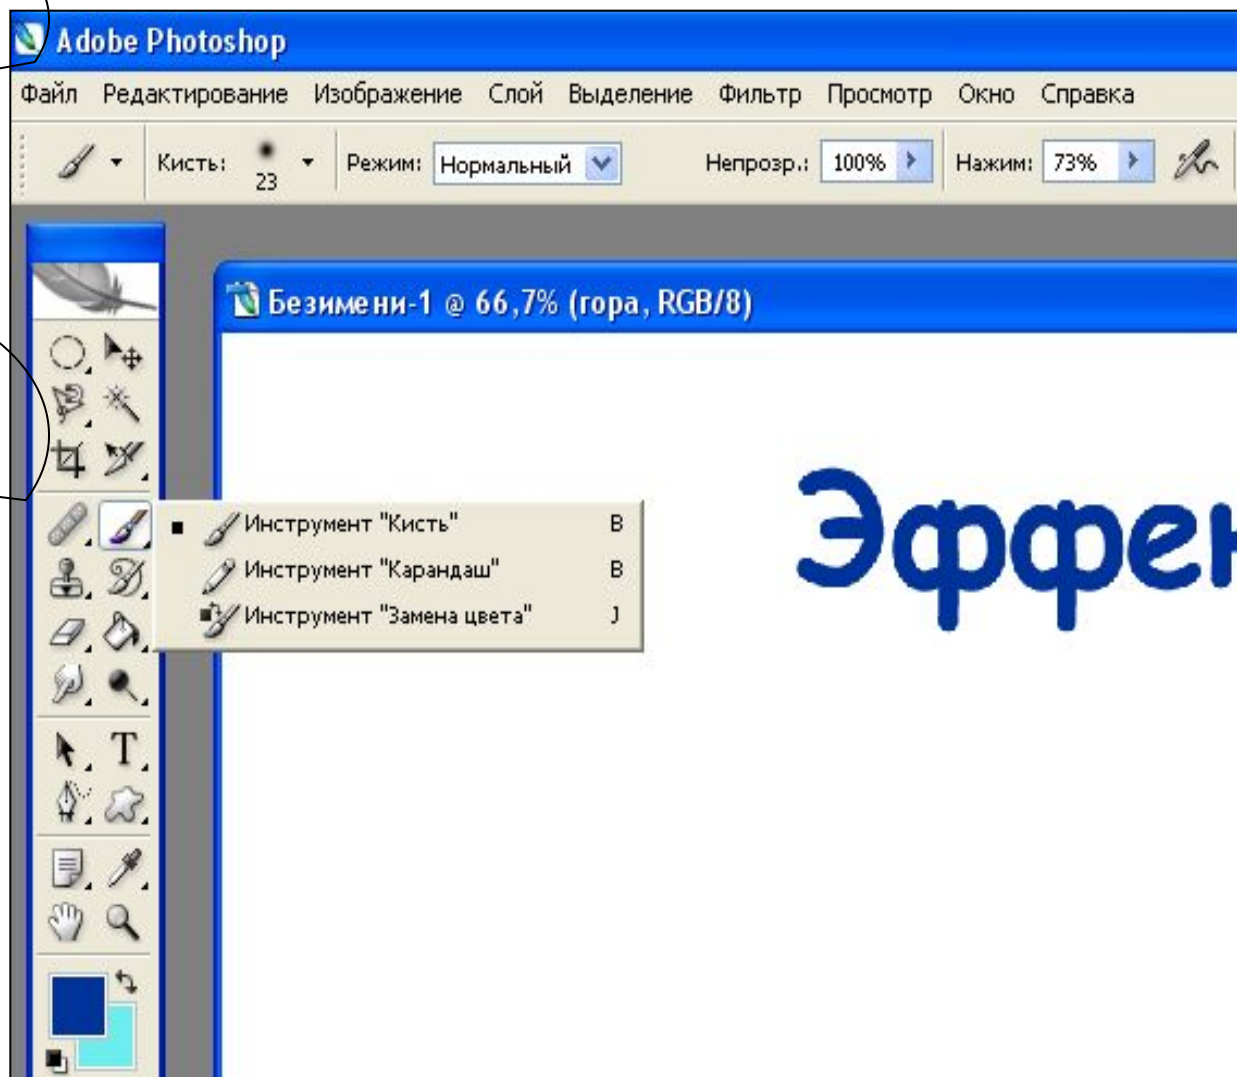 Adobe Photoshop
Файл Редактирование Изображение Слой Выделение Фильтр Просмотр Окно Справка
Кисть: 23 Режим: Нормальный Непрозр.: 100% Нажим: 73%
Безимени-1 @ 66,7% (гора, RGB/8)
Эффен
Инструмент "Кисть" B
Инструмент "Карандаш" B
Инструмент "Замена цвета" J
T